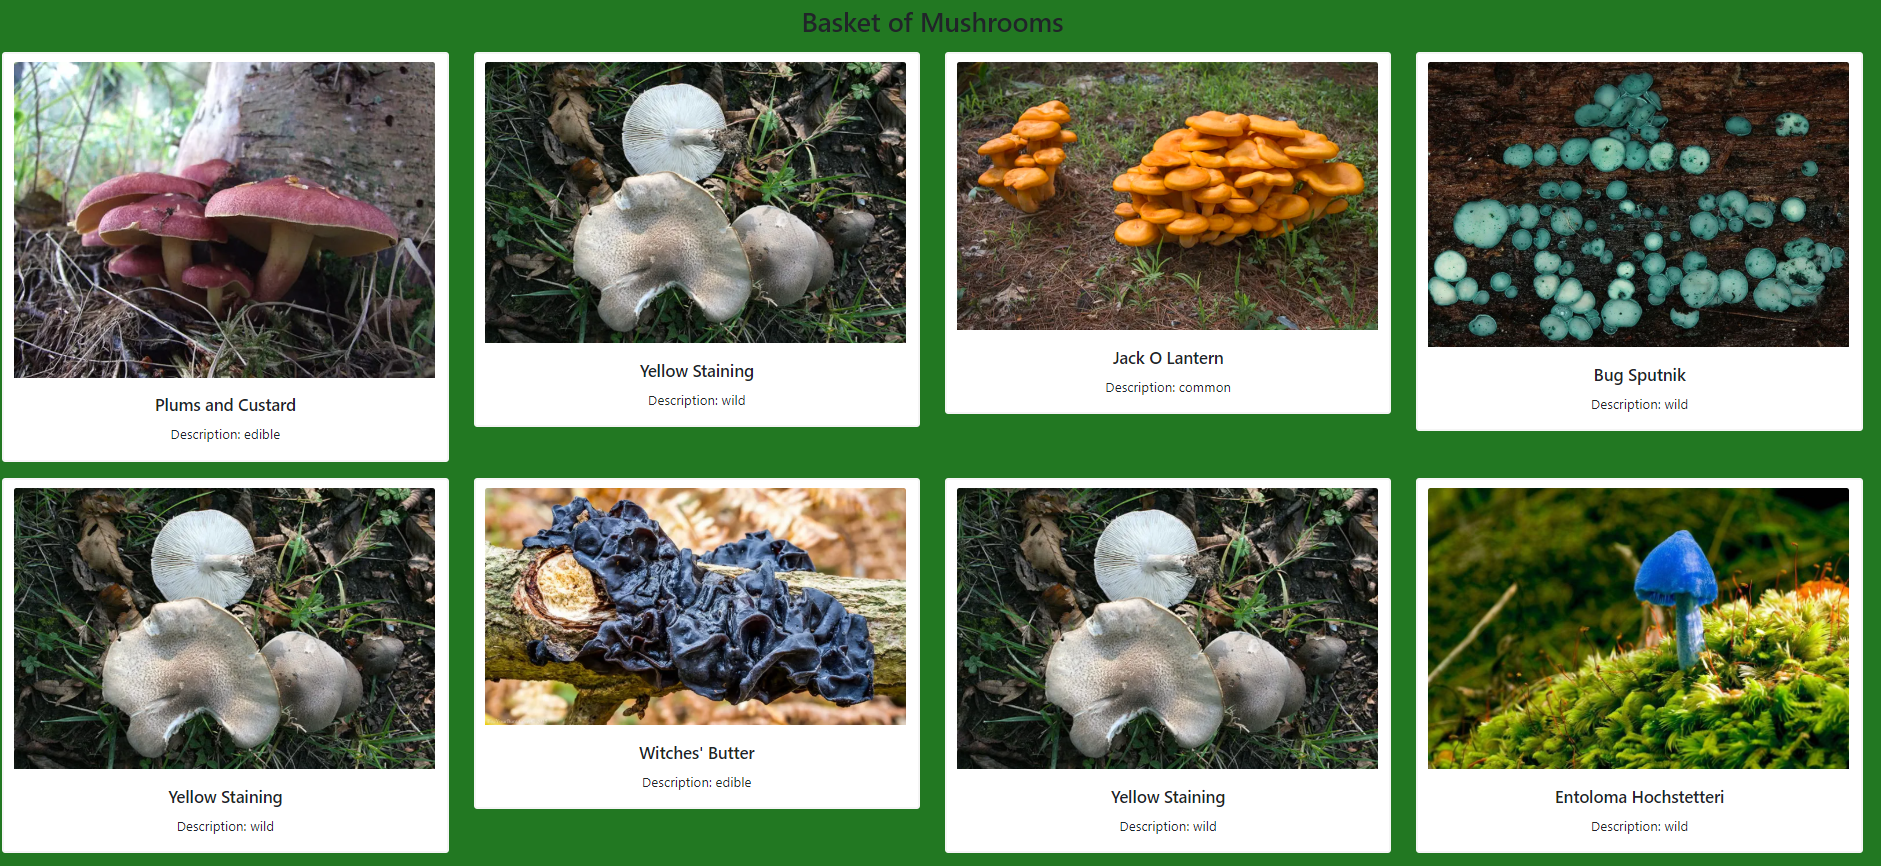 Basket of Mushrooms
Plums and Custard
Description: edible
Yellow Staining
Description: wild
Jack O Lantern
Description: common
Bug Sputnik
Description: wild
Yellow Staining
Description: wild
Witches' Butter
Description: edible
Yellow Staining
Description: wild
Entoloma Hochstetteri
Description: wild